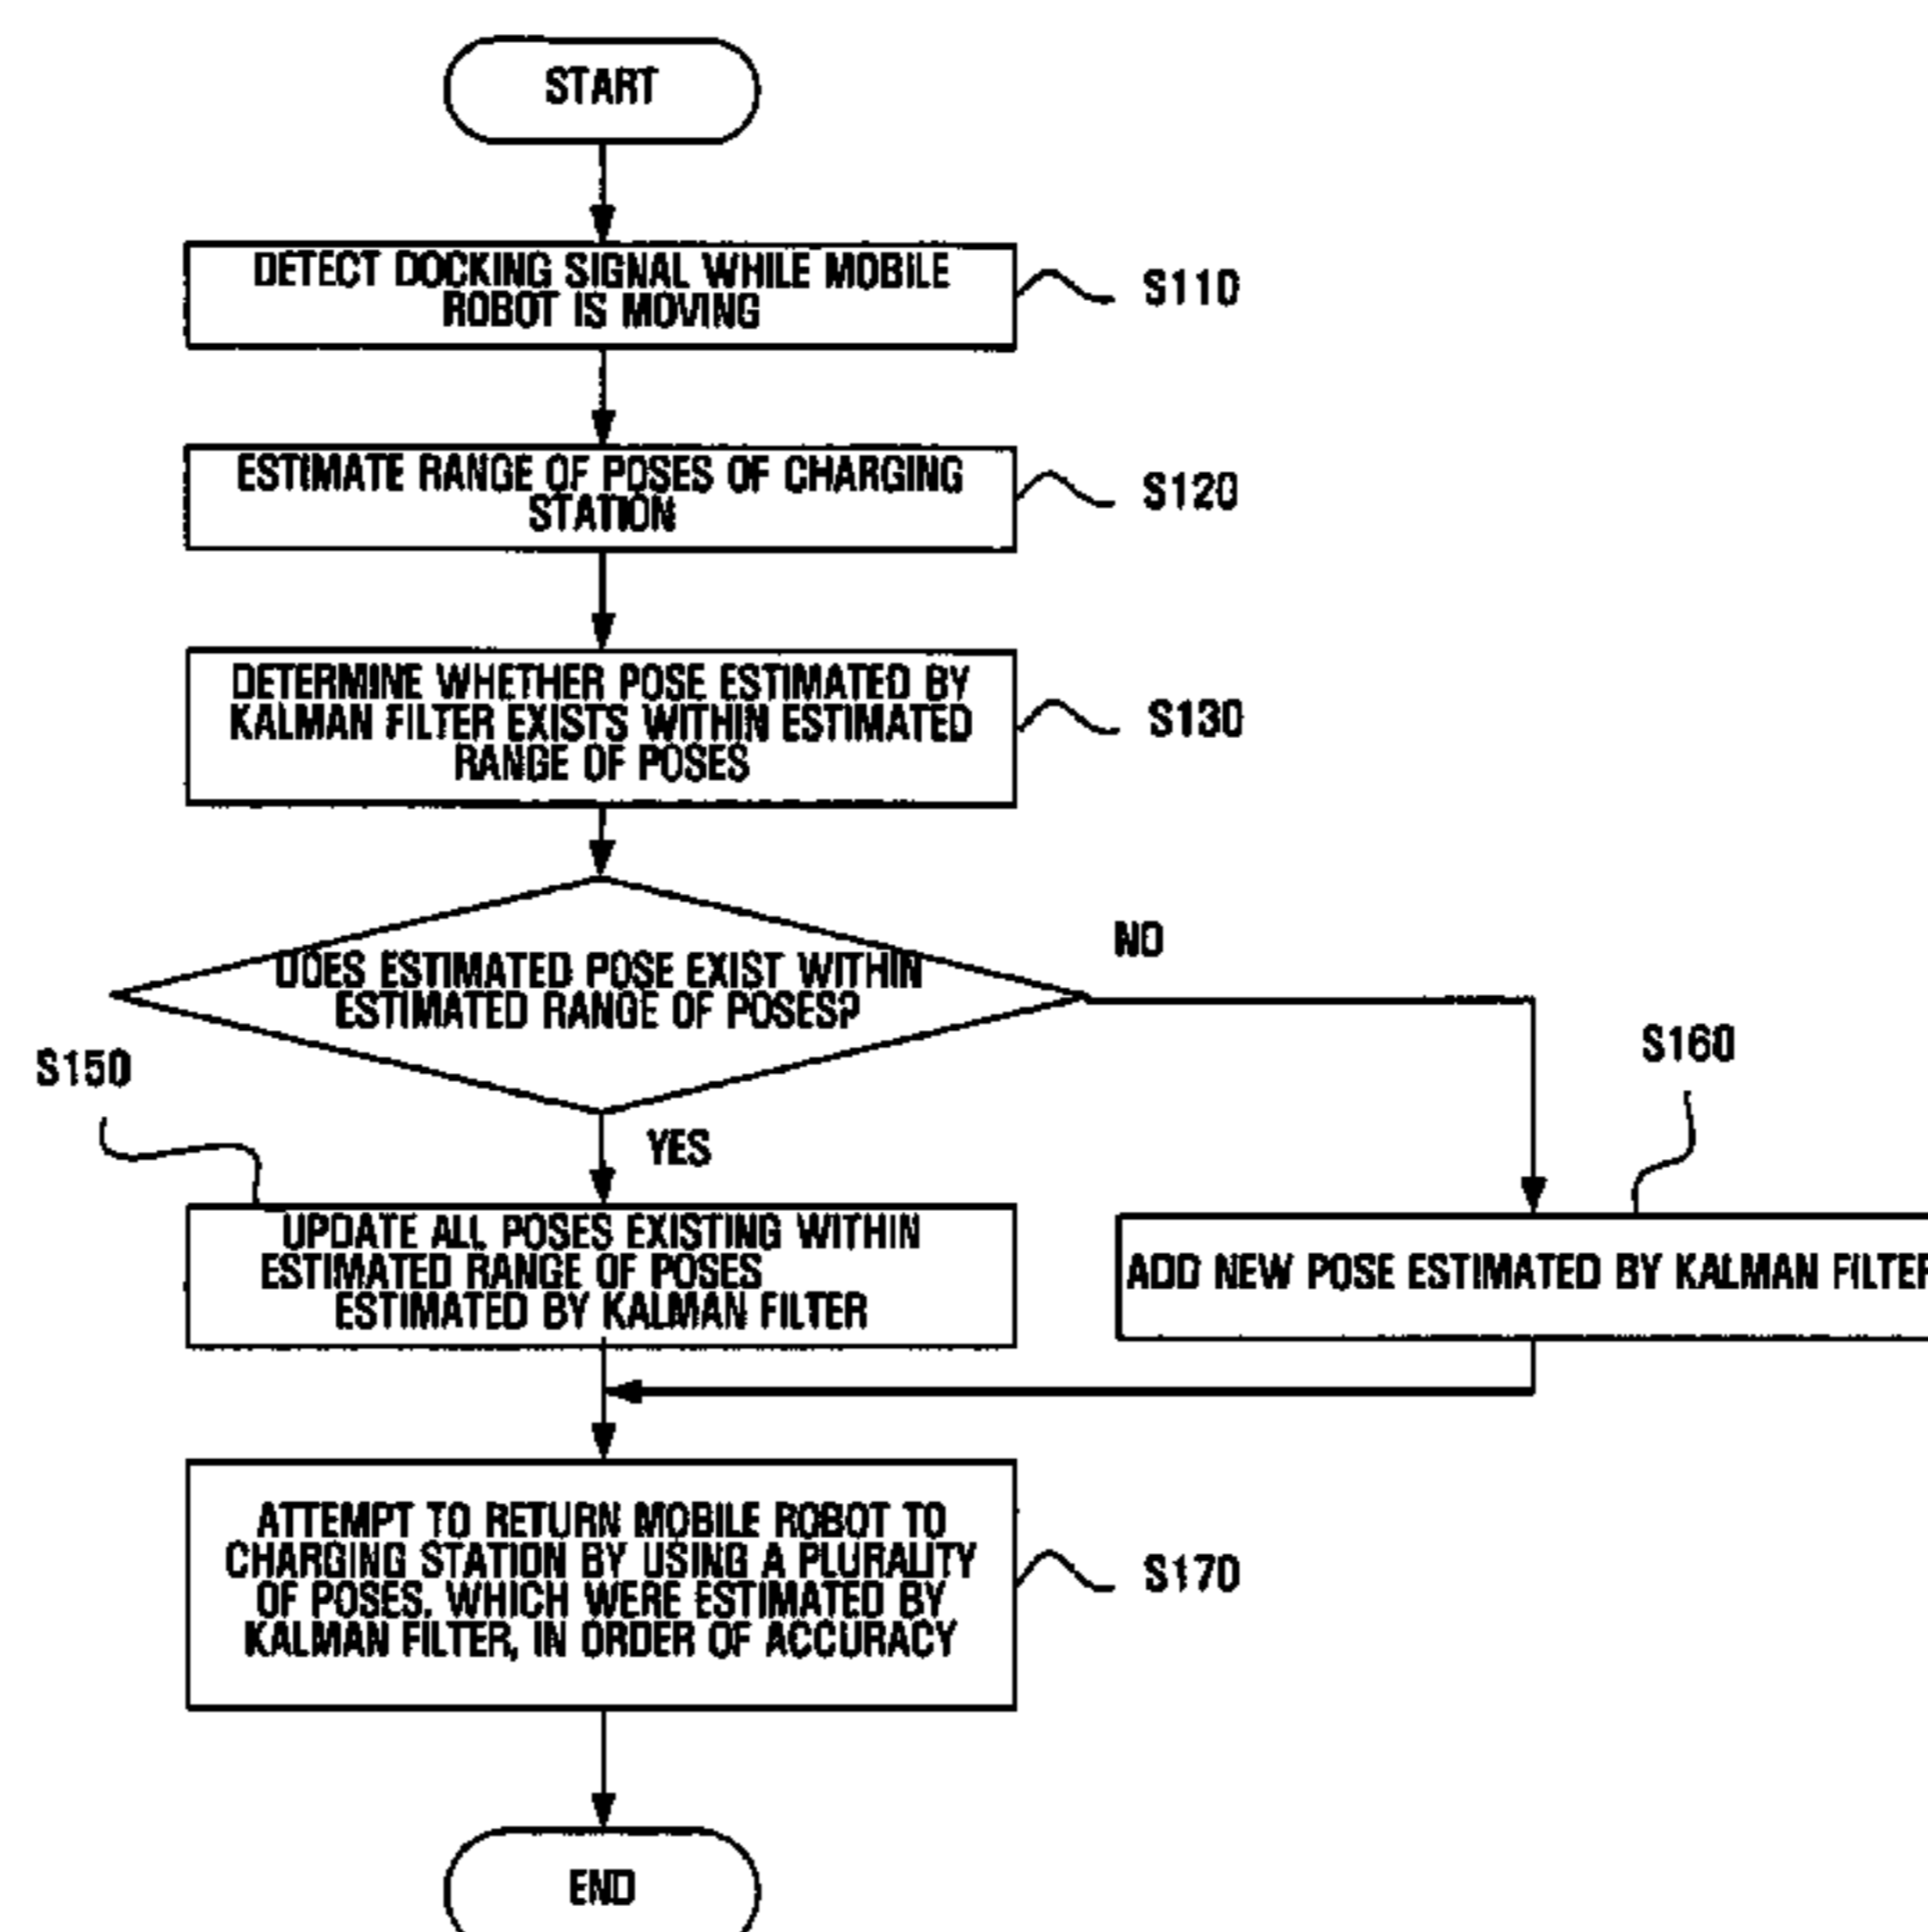 START
DETECT DOCKING SIGNAL WHILE MOBILE
ROBOT IS MOVING
S110
ESTIMATE RANGE OF POSES OF CHARGING
STATION
S120
DETERMINE WHETHER POSE ESTIMATED BY
KALMAN FILTER EXISTS WITHIN ESTIMATED
RANGE OF POSES
S130
DOES ESTIMATED POSE EXIST WITHIN
ESTIMATED RANGE OF POSES?
NO
YES
S150
UPDATE ALL POSES EXISTING WITHIN
ESTIMATED RANGE OF POSES
ESTIMATED BY KALMAN FILTER
S160
ADD NEW POSE ESTIMATED BY KALMAN FILTER
ATTEMPT TO RETURN MOBILE ROBOT TO
CHARGING STATION BY USING A PLURALITY
OF POSES, WHICH WERE ESTIMATED BY
KALMAN FILTER, IN ORDER OF ACCURACY
S170
END